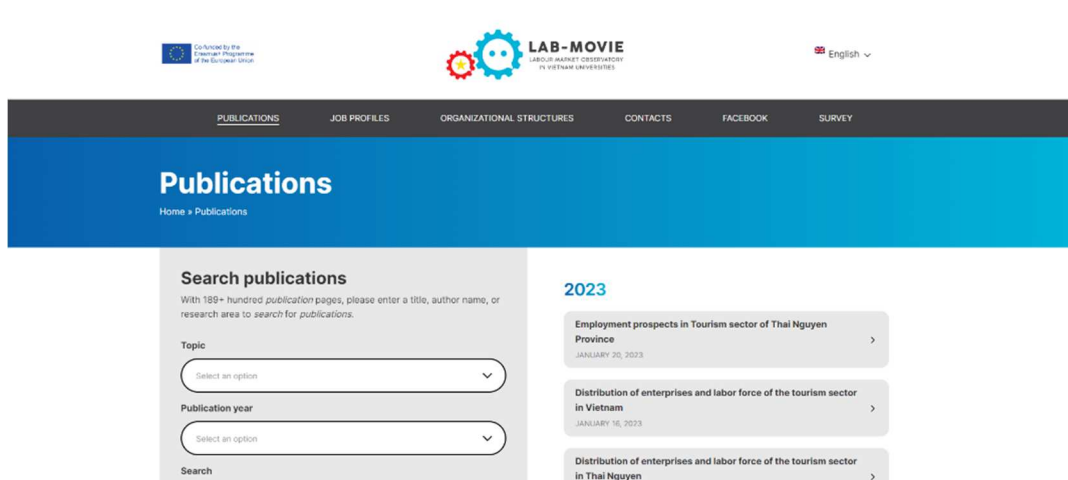 Co-funded by the
Erasmus+ Programme
of the European Union
LAB-MOVIE
LABOUR MARKET OBSERVATORY
IN VIETNAM UNIVERSITIES
English
PUBLICATIONS JOB PROFILES ORGANIZATIONAL STRUCTURES CONTACTS FACEBOOK SURVEY
Publications
Home » Publications
Search publications
With 189+ hundred publication pages, please enter a title, author name, or
research area to search for publications.
Topic
Select an option
Publication year
Select an option
Search
2023
Employment prospects in Tourism sector of Thai Nguyen
Province
JANUARY 20, 2023
Distribution of enterprises and labor force of the tourism sector
in Vietnam
JANUARY 16, 2023
Distribution of enterprises and labor force of the tourism sector
in Thai Nguyen